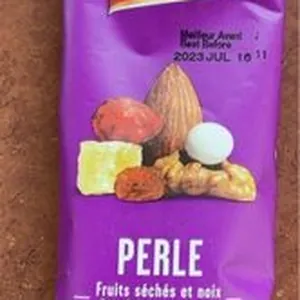 Meilleur Avant
Best Before
2023 JUL 16
PERLE
Fruits séchés et noix